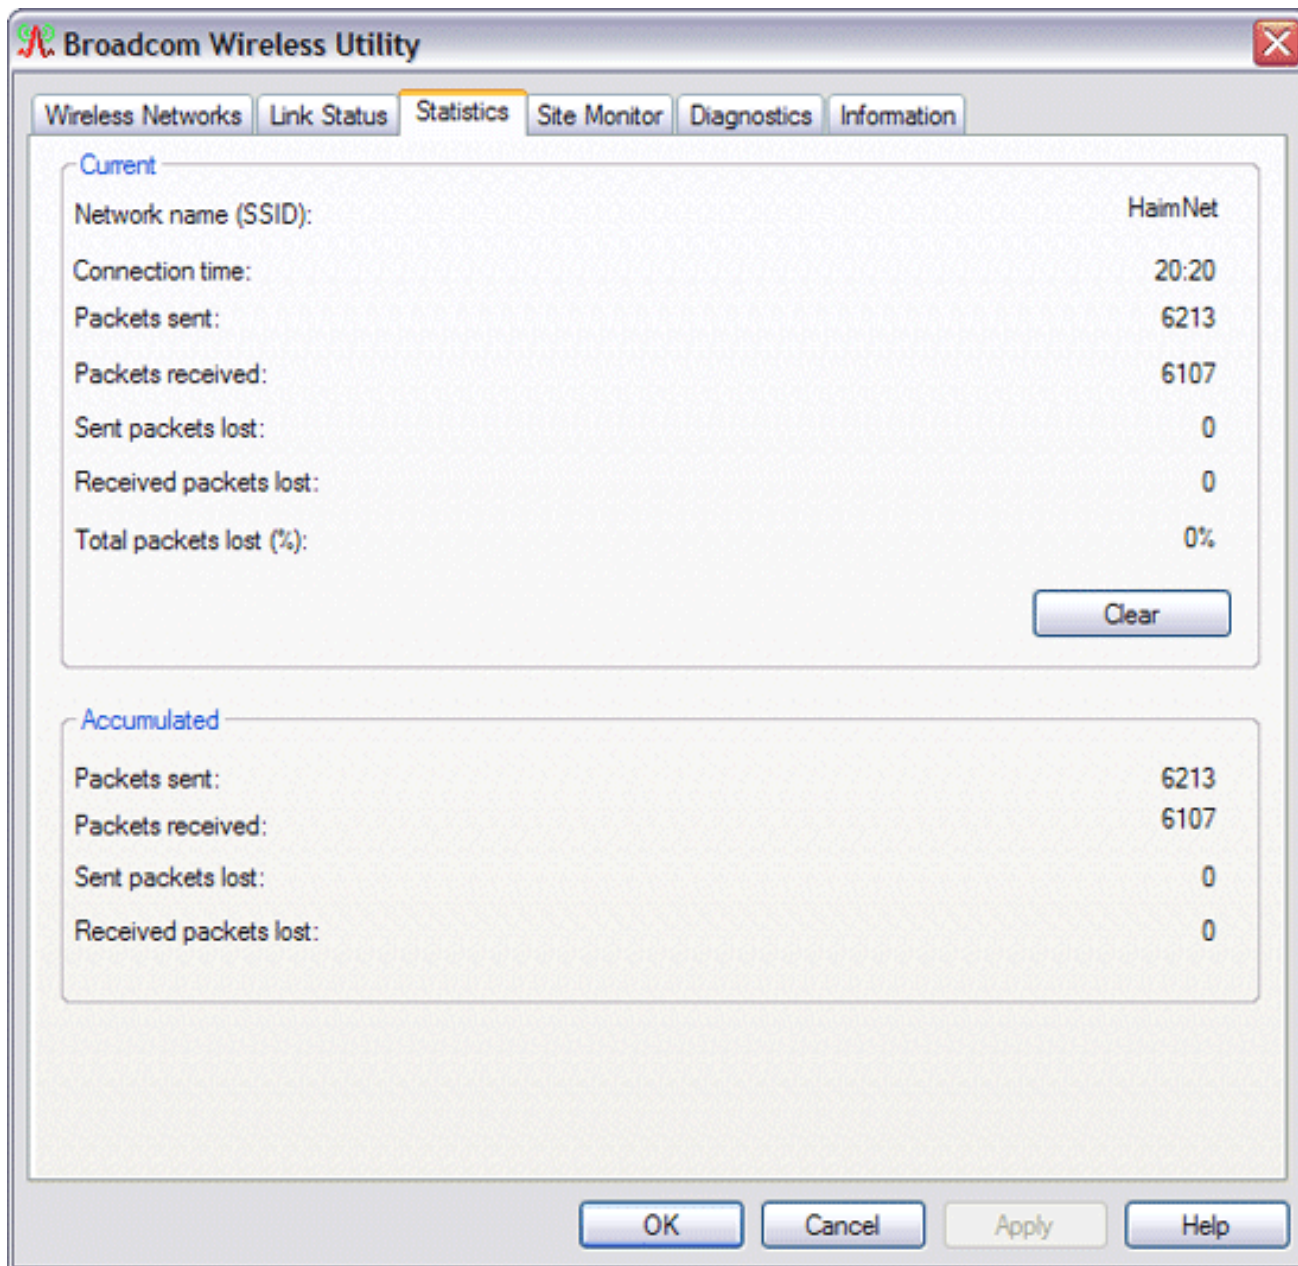 Broadcom Wireless Utility
Wireless Networks Link Status Statistics Site Monitor Diagnostics Information
Current
Network name (SSID): HaimNet
Connection time: 20:20
Packets sent: 6213
Packets received: 6107
Sent packets lost: 0
Received packets lost: 0
Total packets lost (%): 0%
Clear
Accumulated
Packets sent: 6213
Packets received: 6107
Sent packets lost: 0
Received packets lost: 0
OK Cancel Apply Help